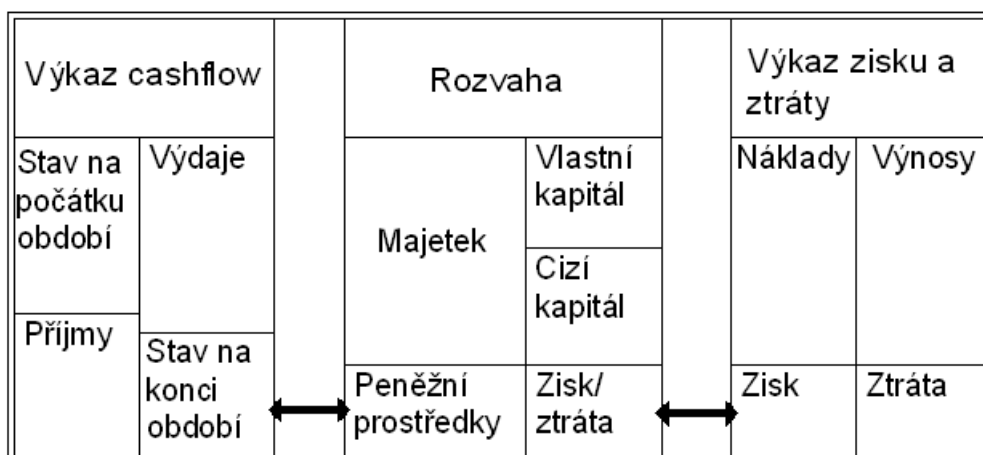 Výkaz cashflow
Rozvaha
Výkaz zisku a
ztráty
Stav na
počátku
období
Výdaje
Majetek
Vlastní
kapitál
Náklady
Výnosy
Cizí
kapitál
Příjmy
Stav na
konci
období
Peněžní
prostředky
Zisk/
ztráta
Zisk
Ztráta